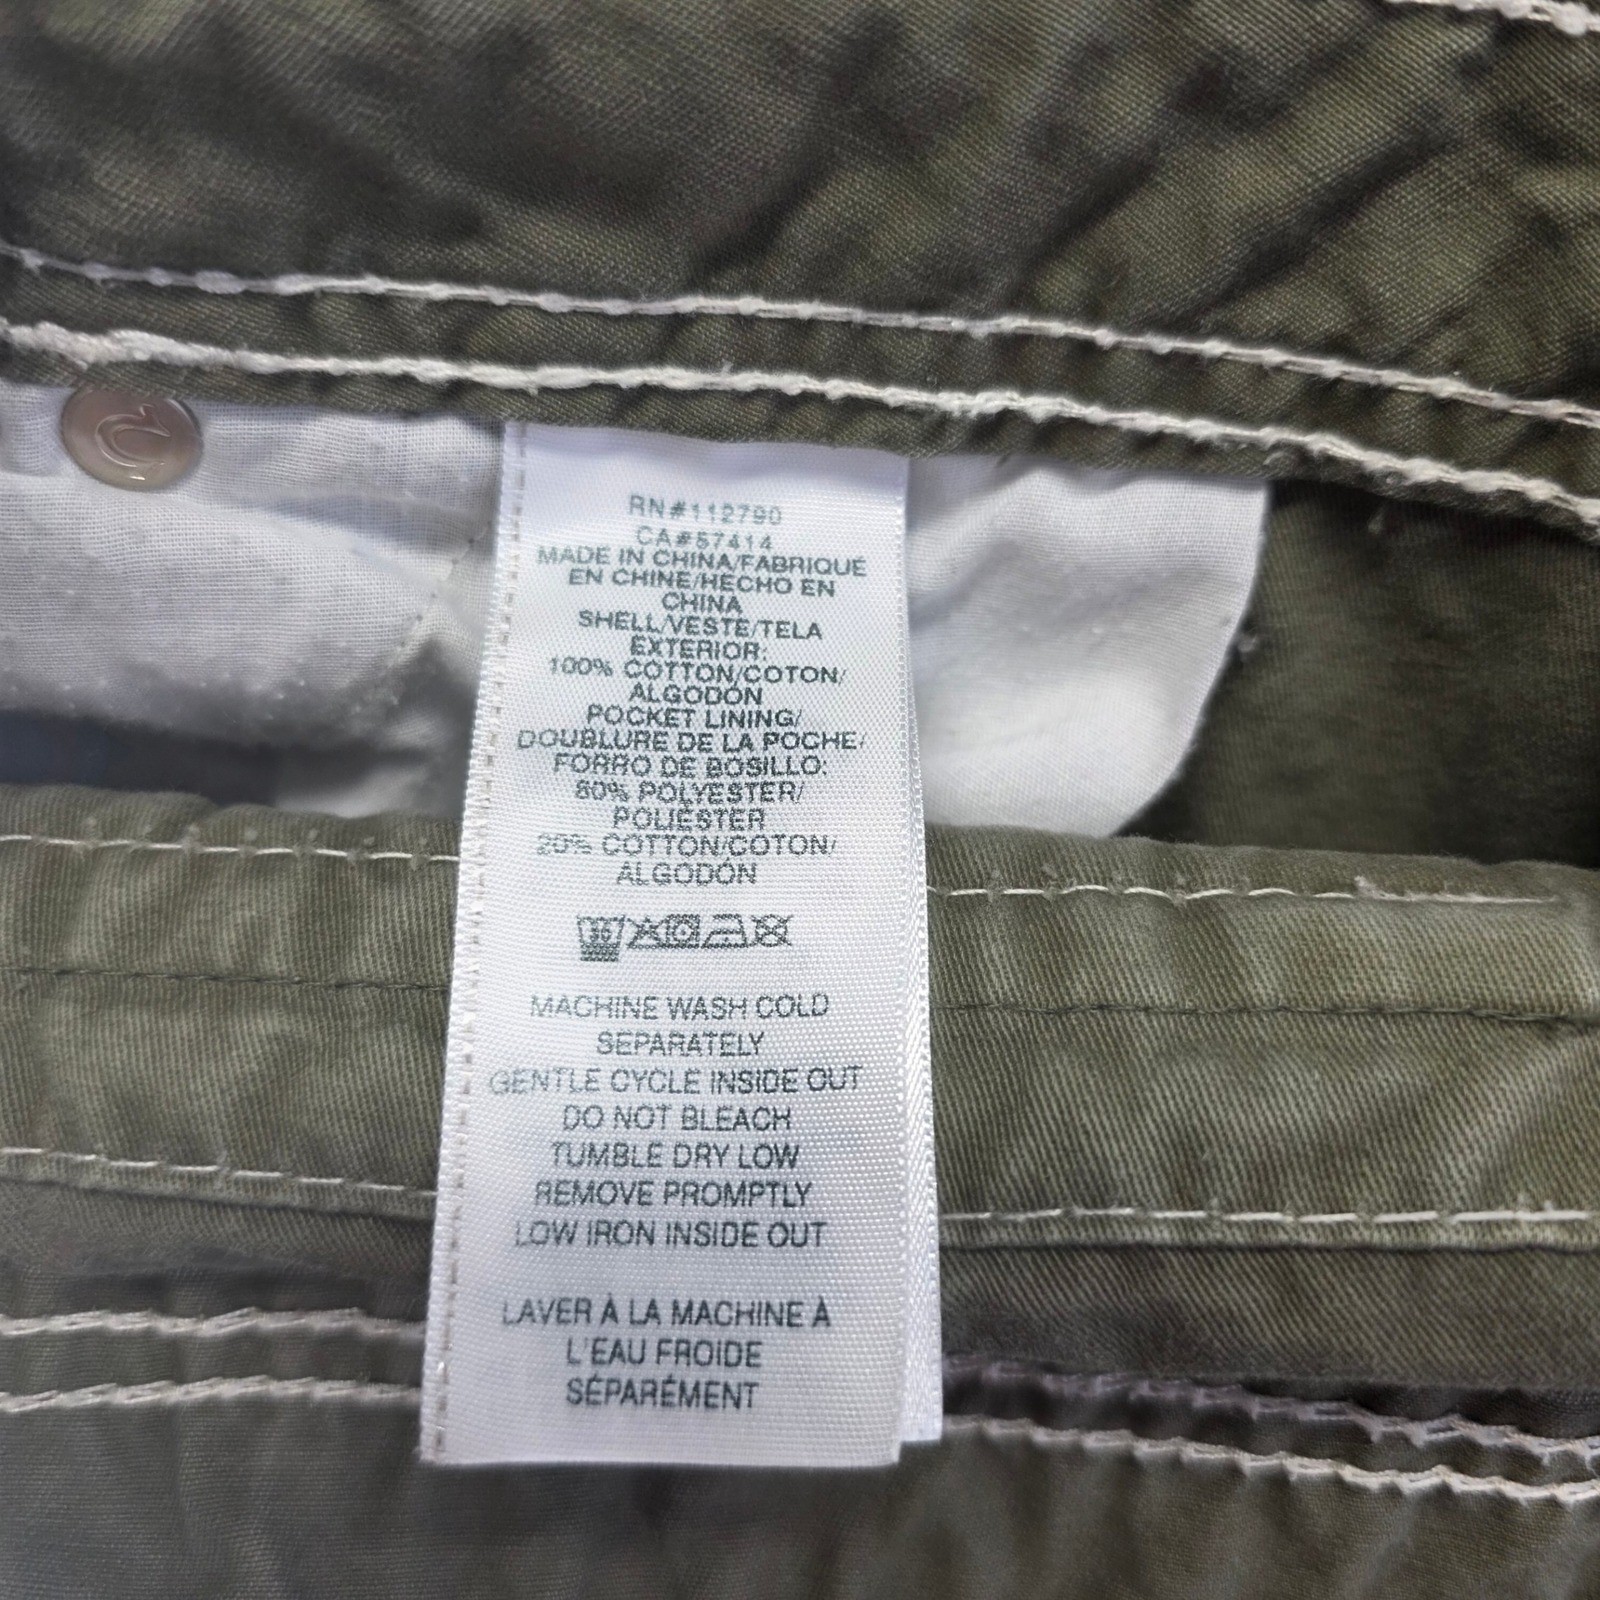 RN#112790
CA#57414
MADE IN CHINA/FABRIQUÉ
EN CHINE/HECHO EN
CHINA
SHELL/VESTE/TELA
EXTERIOR:
100% COTTON/COTON/
ALGODÓN
POCKET LINING/
DOUBLURE DE LA POCHE/
FORRO DE BOSILLO:
80% POLYESTER/
POLIÉSTER
20% COTTON/COTON/
ALGODÓN
30
MACHINE WASH COLD
SEPARATELY
GENTLE CYCLE INSIDE OUT
DO NOT BLEACH
TUMBLE DRY LOW
REMOVE PROMPTLY
LOW IRON INSIDE OUT
LAVER À LA MACHINE À
L'EAU FROIDE
SÉPARÉMENT